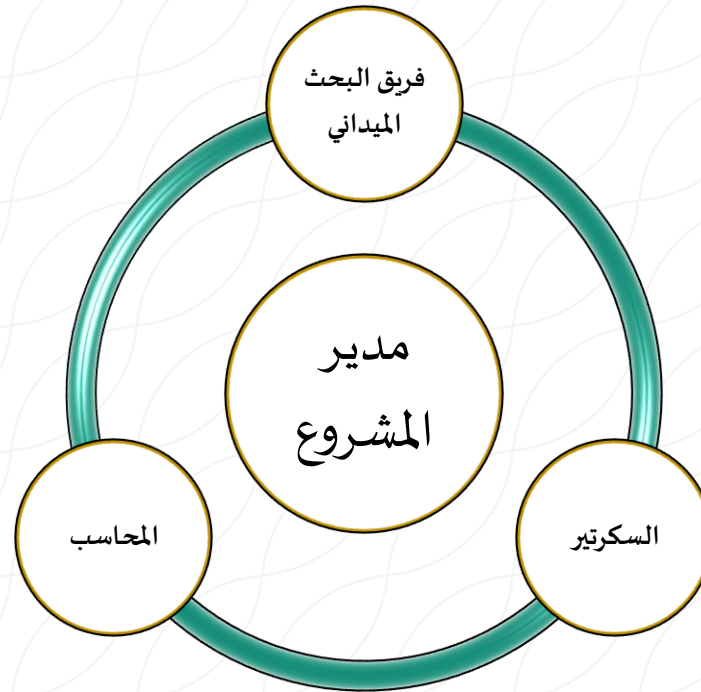 فريق البحث
الميداني
مدير
المشروع
السكرتير
المحاسب